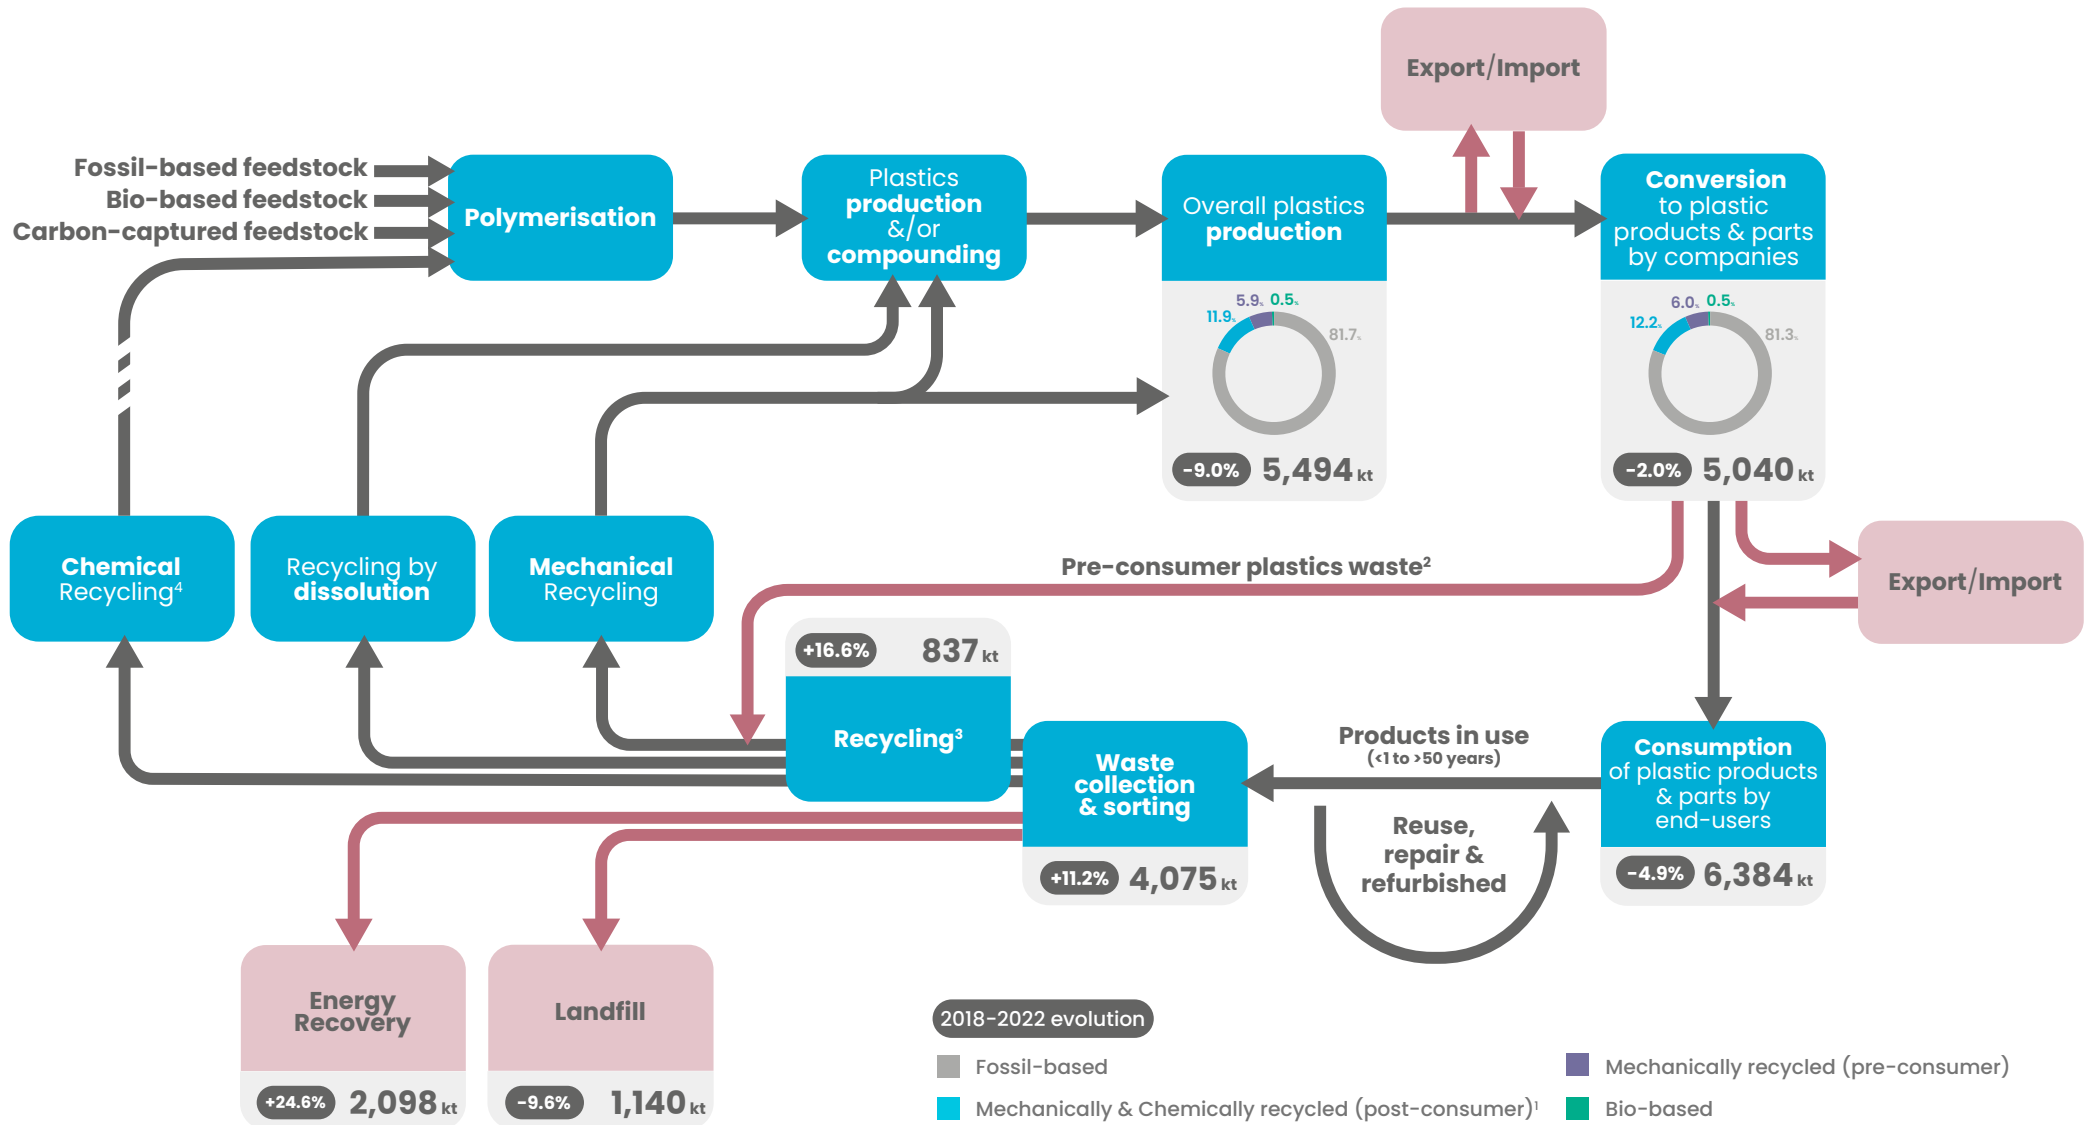 Export/Import
Fossil-based feedstock
Bio-based feedstock
Carbon-captured feedstock
Polymerisation
Plastics
production
&/or
compounding
Overall plastics
production
Conversion
to plastic
products & parts
by companies
5.9% 0.5%
11.9%
81.7%
-9.0% 5,494 kt
6.0% 0.5%
12.2%
81.3%
-2.0% 5,040 kt
Chemical
Recycling⁴
Recycling by
dissolution
Mechanical
Recycling
Pre-consumer plastics waste²
Export/Import
+16.6% 837 kt
Recycling³
Waste
collection
& sorting
+11.2% 4,075 kt
Products in use
(<1 to >50 years)
Reuse,
repair &
refurbished
Consumption
of plastic products
& parts by
end-users
-4.9% 6,384 kt
Energy
Recovery
+24.6% 2,098 kt
Landfill
-9.6% 1,140 kt
2018-2022 evolution
Fossil-based
Mechanically recycled (pre-consumer)
Mechanically & Chemically recycled (post-consumer)¹
Bio-based